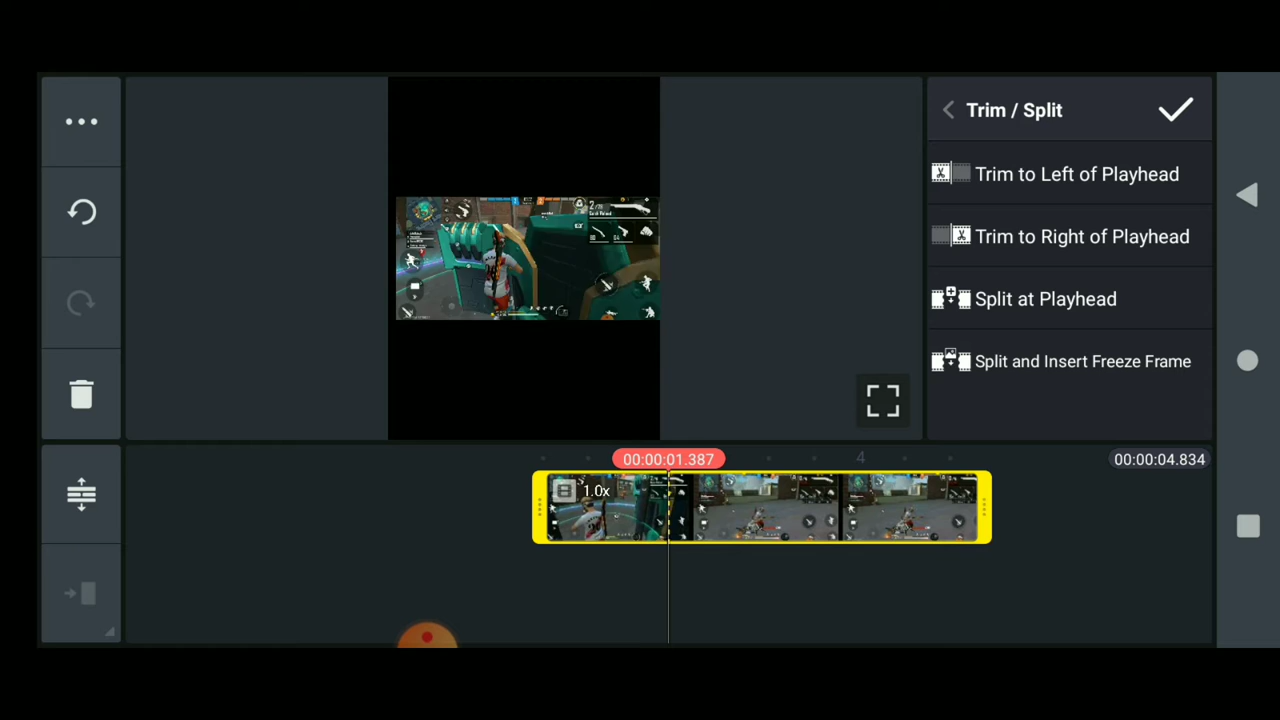 Trim / Split
Trim to Left of Playhead
Trim to Right of Playhead
Split at Playhead
Split and Insert Freeze Frame
00:00:01.387
4
00:00:04.834
1.0x